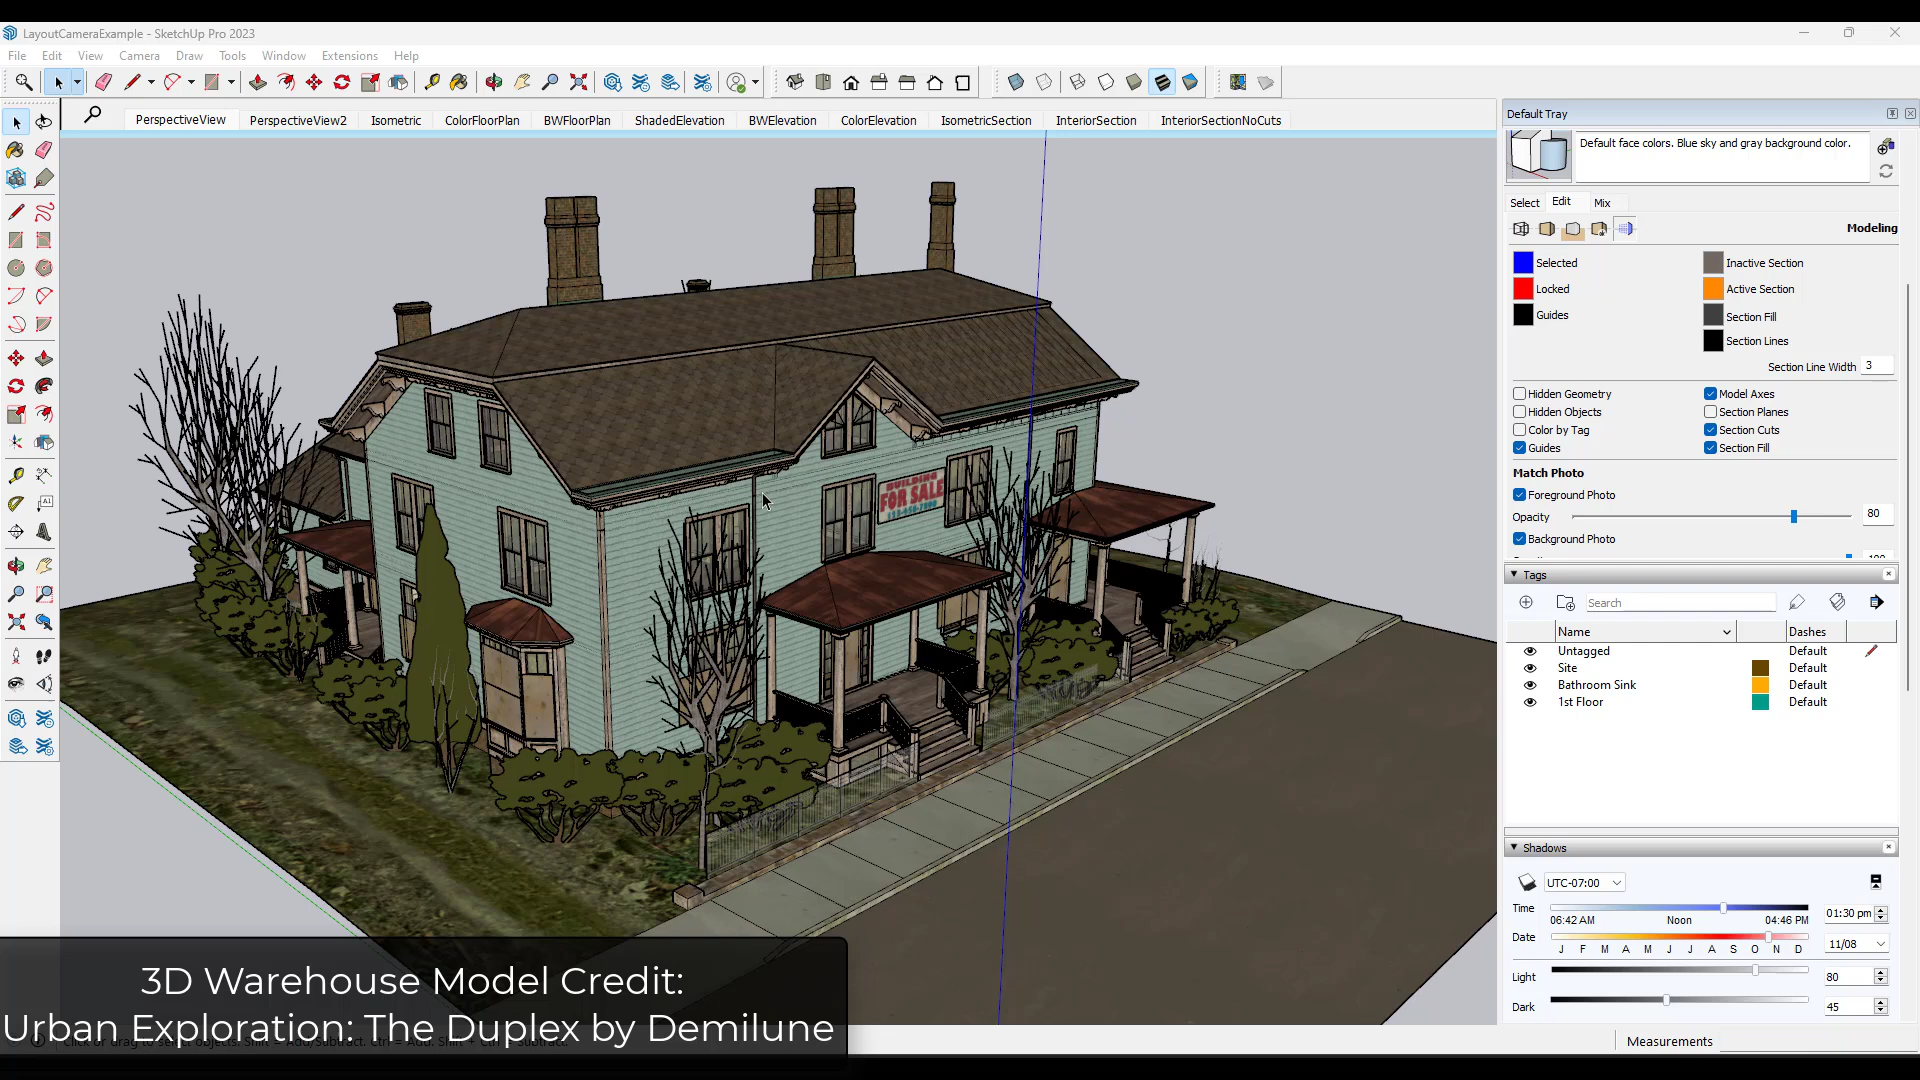 LayoutCameraExample - SketchUp Pro 2023
File Edit View Camera Draw Tools Window Extensions Help
PerspectiveView PerspectiveView2 Isometric ColorFloorPlan BWFloorPlan ShadedElevation BWElevation ColorElevation IsometricSection InteriorSection InteriorSectionNoCuts
Default Tray
Default face colors. Blue sky and gray background color.
Select Edit Mix
Modeling
Selected Inactive Section
Locked Active Section
Guides Section Fill
Section Lines
Section Line Width 3
Hidden Geometry Model Axes
Hidden Objects Section Planes
Color by Tag Section Cuts
Guides Section Fill
Match Photo
Foreground Photo
Opacity 80
Background Photo
Tags
Search
Name Dashes
Untagged Default
Site Default
Bathroom Sink Default
1st Floor Default
Shadows
UTC-07:00
Time 01:30 pm
06:42 AM Noon 04:46 PM
Date 11/08
J F M A M J J A S O N D
Light 80
Dark 45
Measurements
BUILDING
FOR SALE
A1
3D Warehouse Model Credit:
Urban Exploration: The Duplex by Demilune